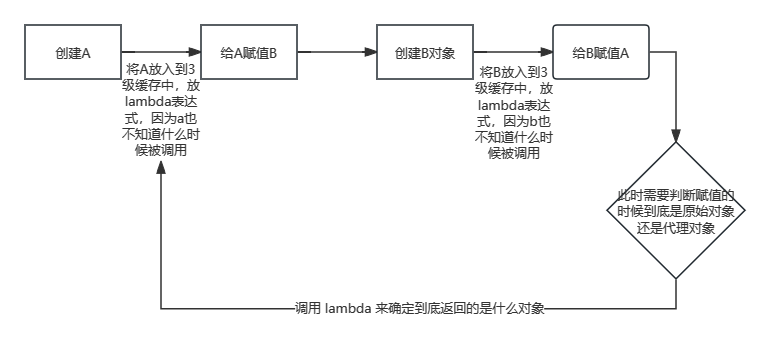 创建A
给A赋值B
创建B对象
给B赋值A
将A放入到3
级缓存中，放
lambda表达
式，因为a也
不知道什么时
候被调用
将B放入到3
级缓存中，放
lambda表达
式，因为b也
不知道什么时
候被调用
此时需要判断赋值的
时候到底是原始对象
还是代理对象
调用 lambda 来确定到底返回的是什么对象